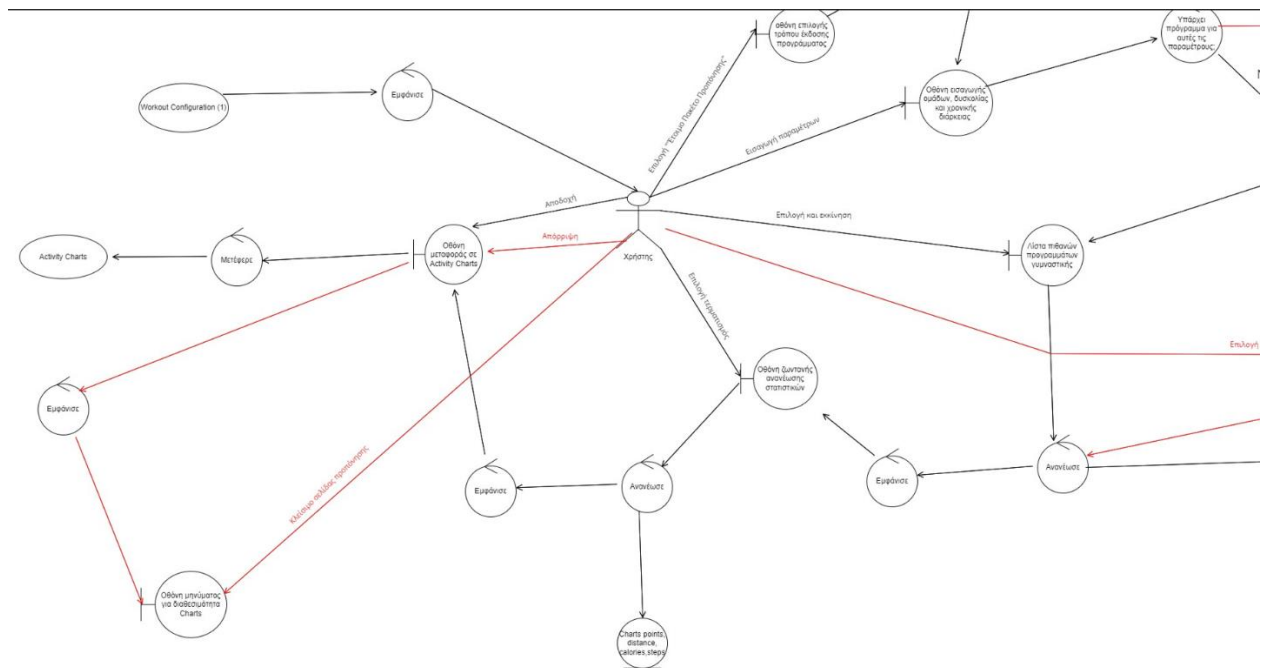 οθόνη επιλογής
τρόπου έκδοσης
προγράμματος
Υπάρχει
πρόγραμμα για
αυτές τις
παραμέτρους;
Workout Configuration (1)
Εμφάνισε
Επιλογή "Έτοιμο Πακέτο Προπόνησης"
Εισαγωγή παραμέτρων
Οθόνη εισαγωγής
ομάδων, δυσκολίας
και χρονικής
διάρκειας
Αποδοχή
Απόρριψη
Χρήστης
Επιλογή και εκκίνηση
Activity Charts
Μετέφερε
Οθόνη
μεταφοράς σε
Activity Charts
Λίστα πιθανών
προγραμμάτων
γυμναστικής
Επιλογή τερματισμός
Επιλογή
Οθόνη ζωντανής
ανανέωσης
στατιστικών
Εμφάνισε
Κλείσιμο σελίδας προπόνησης
Εμφάνισε
Ανανέωσε
Εμφάνισε
Ανανέωσε
Οθόνη μηνύματος
για διαθεσιμότητα
Charts
Charts points,
distance,
calories,steps